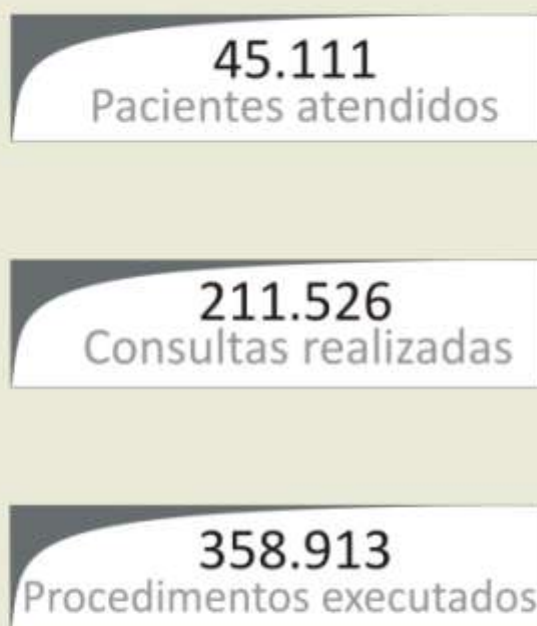 45.111
Pacientes atendidos
211.526
Consultas realizadas
358.913
Procedimentos executados